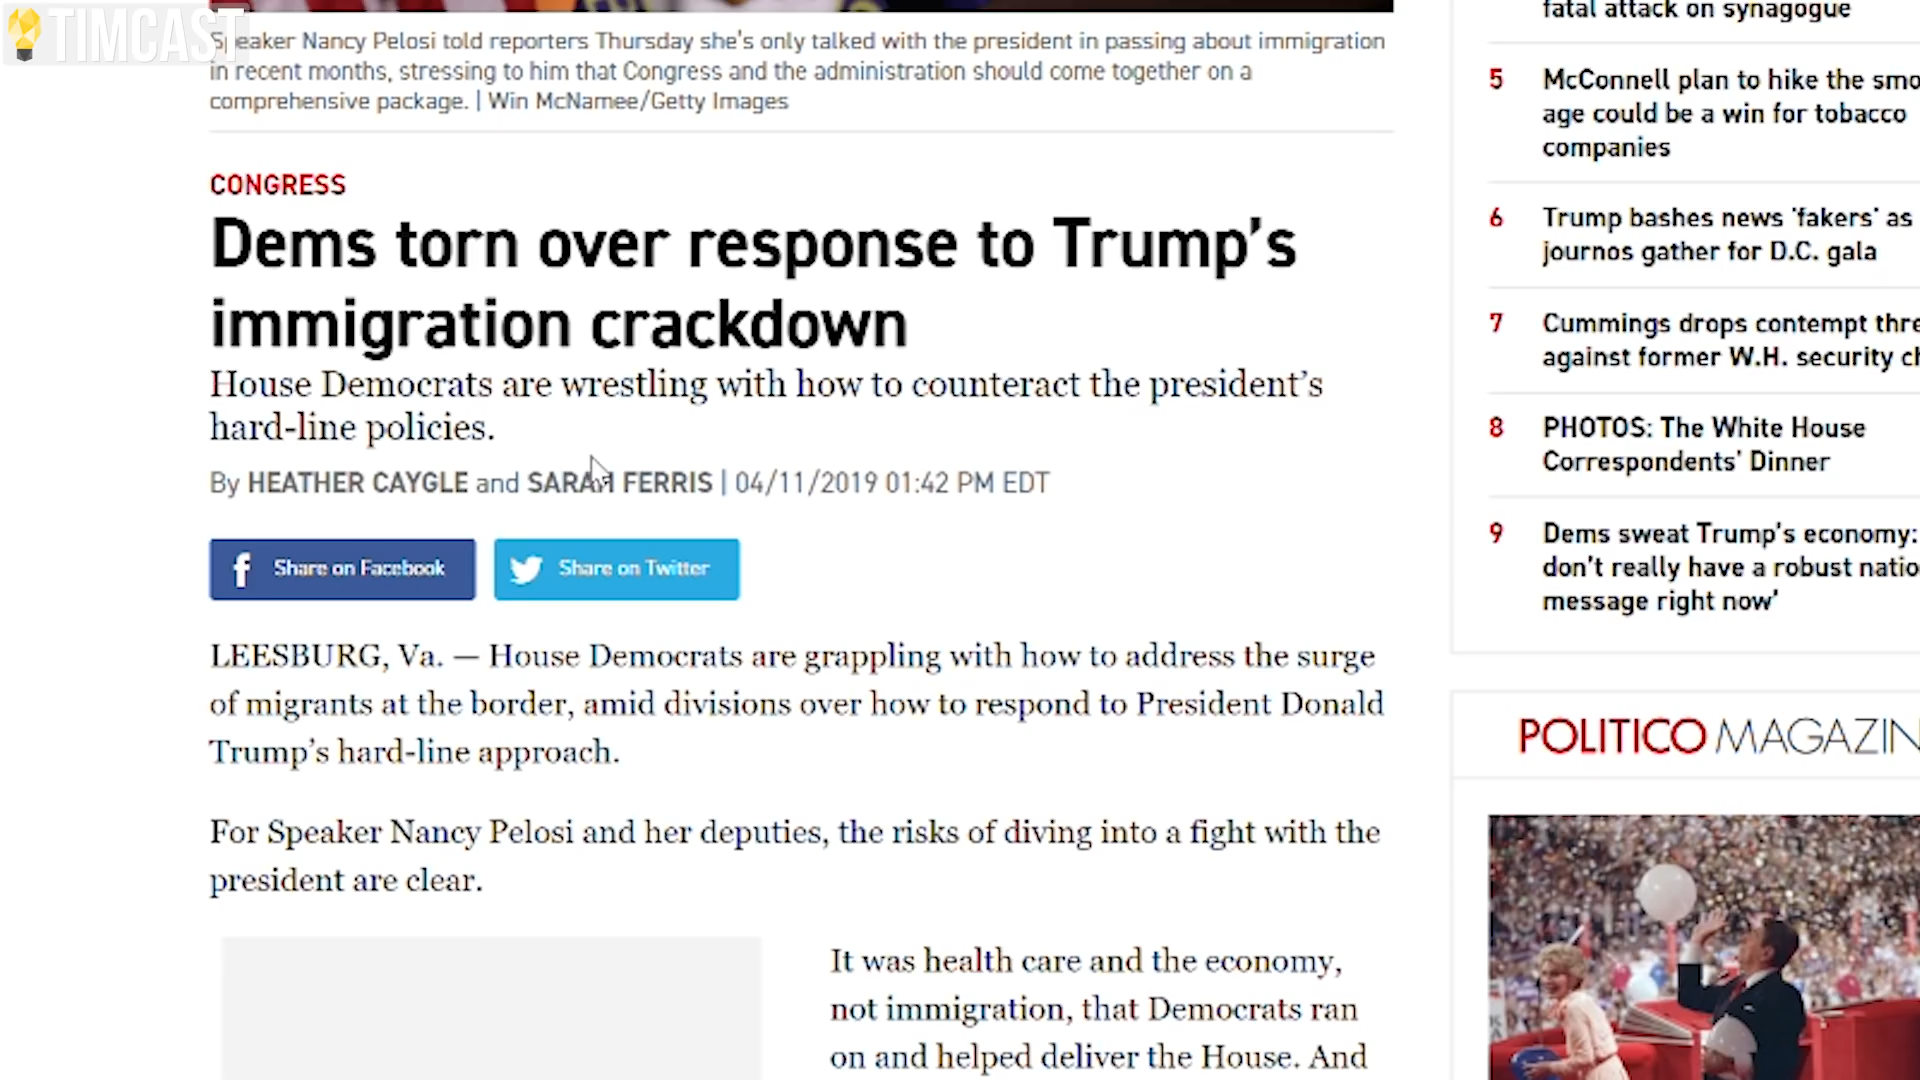 TIMCAST
Speaker Nancy Pelosi told reporters Thursday she's only talked with the president in passing about immigration
in recent months, stressing to him that Congress and the administration should come together on a
comprehensive package. | Win McNamee/Getty Images
CONGRESS
Dems torn over response to Trump's
immigration crackdown
House Democrats are wrestling with how to counteract the president's
hard-line policies.
By HEATHER CAYGLE and SARAH FERRIS | 04/11/2019 01:42 PM EDT
f Share on Facebook
Share on Twitter
LEESBURG, Va. — House Democrats are grappling with how to address the surge
of migrants at the border, amid divisions over how to respond to President Donald
Trump's hard-line approach.
For Speaker Nancy Pelosi and her deputies, the risks of diving into a fight with the
president are clear.
It was health care and the economy,
not immigration, that Democrats ran
on and helped deliver the House. And
fatal attack on synagogue
5 McConnell plan to hike the smo
age could be a win for tobacco
companies
6 Trump bashes news 'fakers' as
journos gather for D.C. gala
7 Cummings drops contempt thre
against former W.H. security ch
8 PHOTOS: The White House
Correspondents' Dinner
9 Dems sweat Trump's economy:
don't really have a robust natio
message right now'
POLITICO MAGAZIN